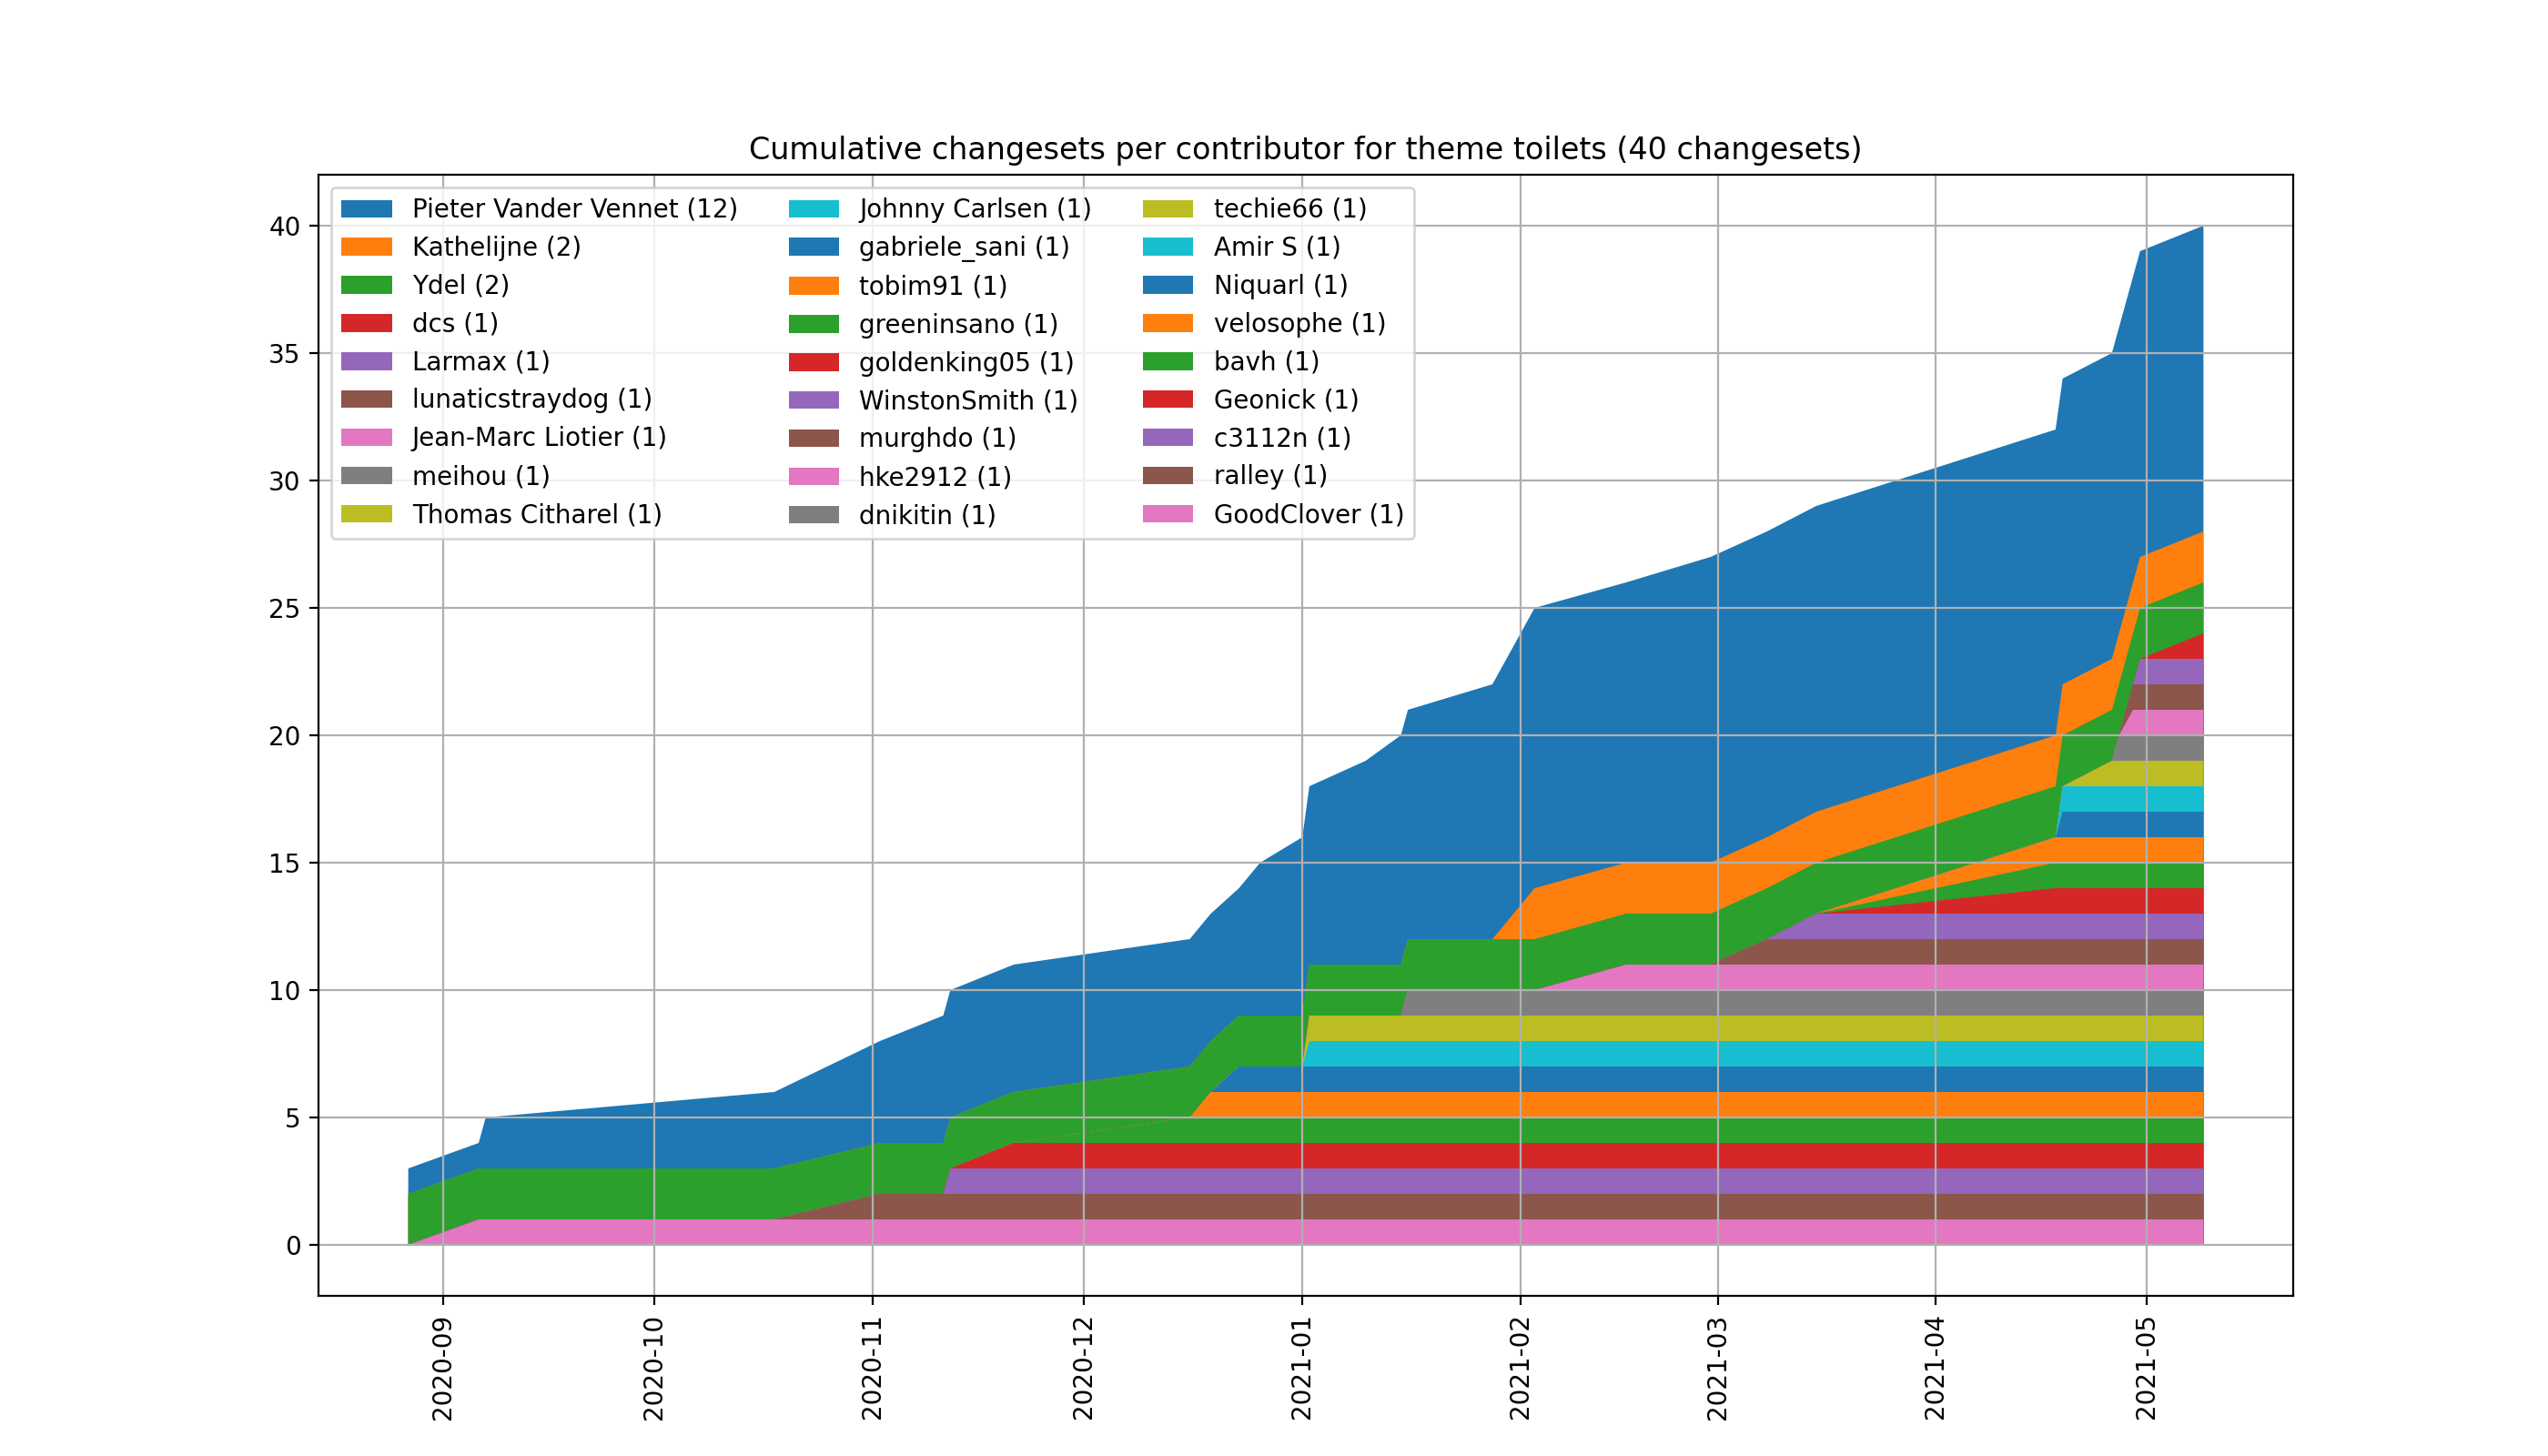 Cumulative changesets per contributor for theme toilets (40 changesets)
Pieter Vander Vennet (12)
Kathelijne (2)
Ydel (2)
dcs (1)
Larmax (1)
lunaticstraydog (1)
Jean-Marc Liotier (1)
meihou (1)
Thomas Citharel (1)
Johnny Carlsen (1)
gabriele_sani (1)
tobim91 (1)
greeninsano (1)
goldenking05 (1)
WinstonSmith (1)
murghdo (1)
hke2912 (1)
dnikitin (1)
techie66 (1)
Amir S (1)
Niquarl (1)
velosophe (1)
bavh (1)
Geonick (1)
c3112n (1)
ralley (1)
GoodClover (1)
40
35
30
25
20
15
10
5
0
2020-09
2020-10
2020-11
2020-12
2021-01
2021-02
2021-03
2021-04
2021-05